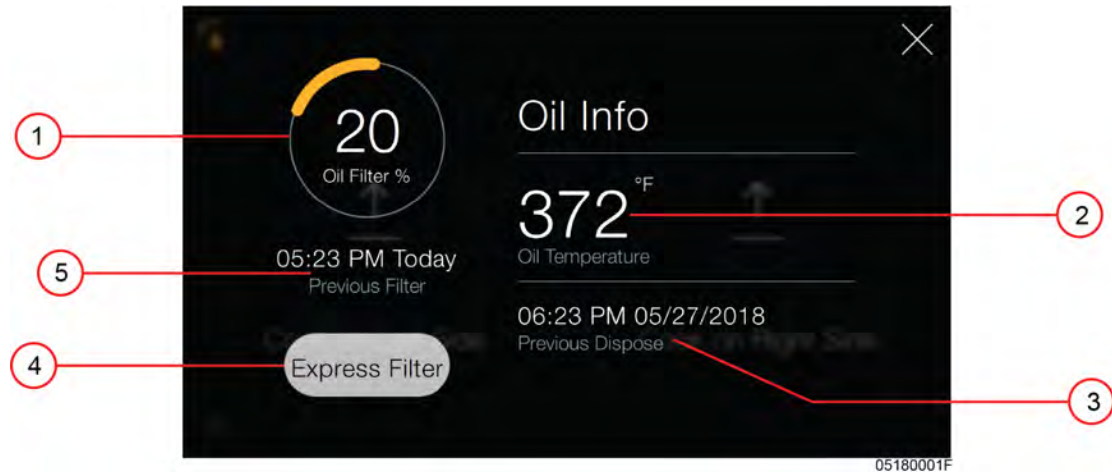 Oil Info
1
20
Oil Filter %
372 °F
2
Oil Temperature
05:23 PM Today
5
Previous Filter
06:23 PM 05/27/2018
Previous Dispose
4
Express Filter
3
05180001F